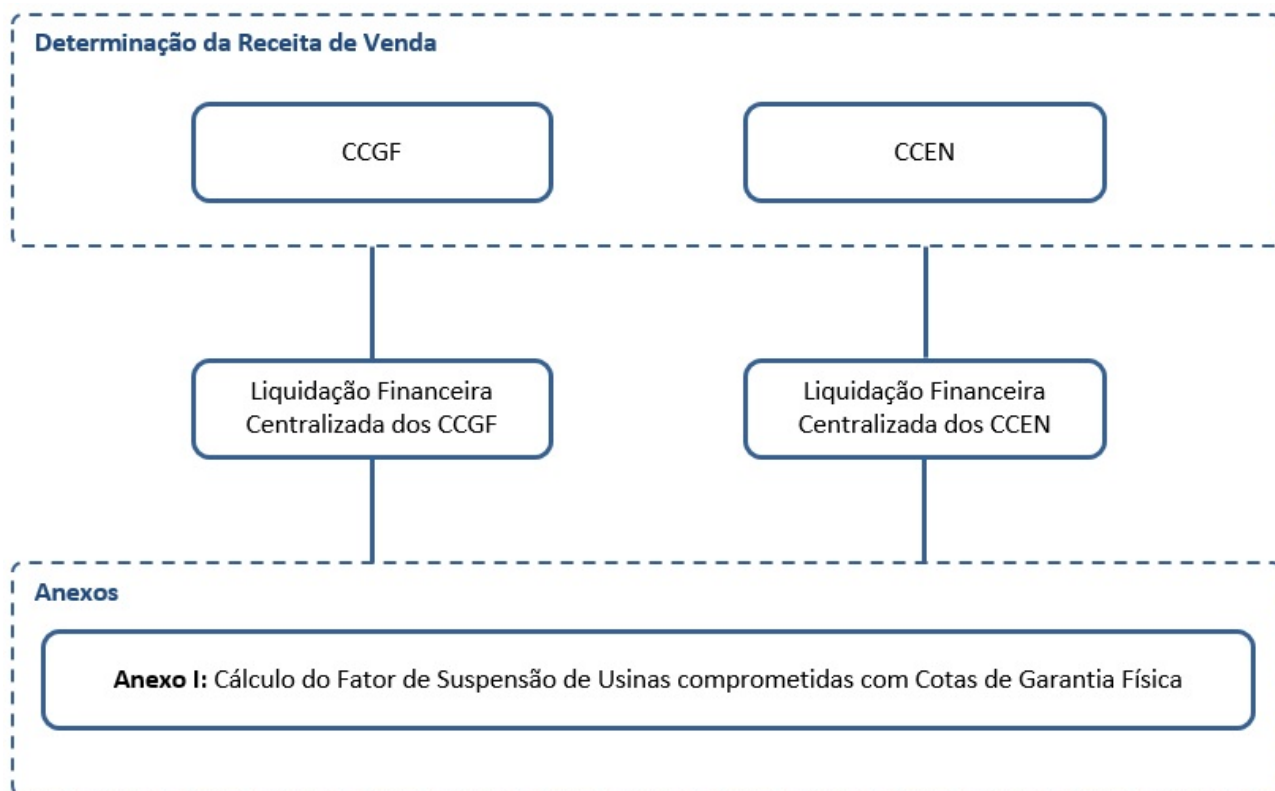 Determinação da Receita de Venda
CCGF
CCEN
Liquidação Financeira
Centralizada dos CCGF
Liquidação Financeira
Centralizada dos CCEN
Anexos
Anexo I: Cálculo do Fator de Suspensão de Usinas comprometidas com Cotas de Garantia Física